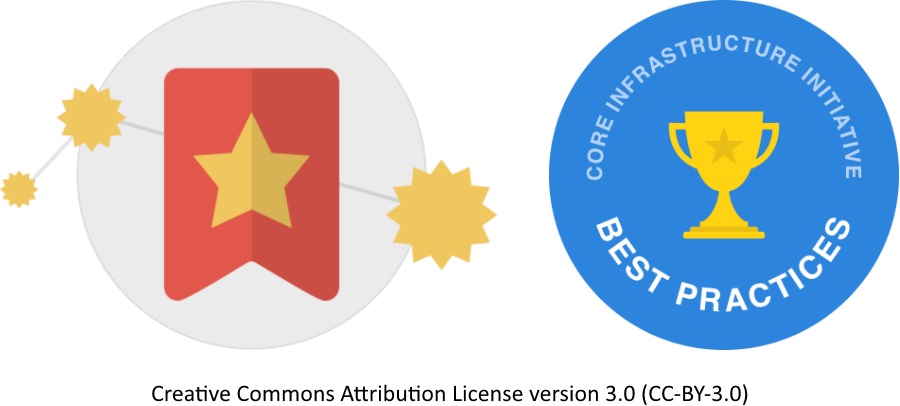 CORE INFRASTRUCTURE INITIATIVE
BEST PRACTICES
Creative Commons Attribution License version 3.0 (CC-BY-3.0)